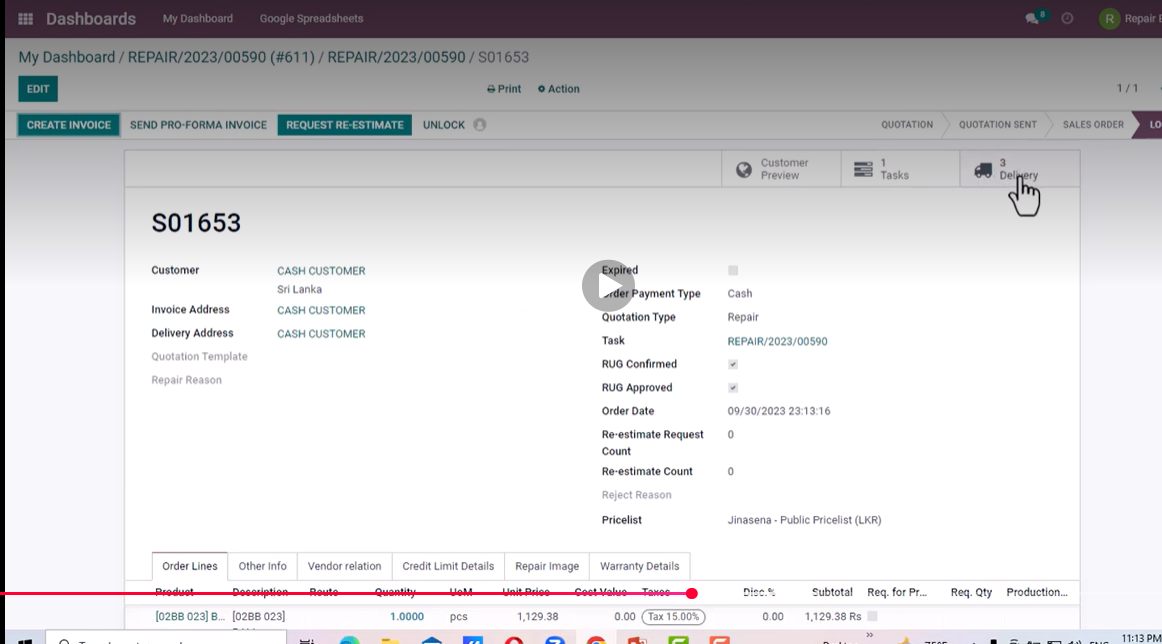 Dashboards My Dashboard Google Spreadsheets 8 R Repair
My Dashboard / REPAIR/2023/00590 (#611) / REPAIR/2023/00590 / S01653
EDIT Print Action 1 / 1
CREATE INVOICE SEND PRO-FORMA INVOICE REQUEST RE-ESTIMATE UNLOCK QUOTATION QUOTATION SENT SALES ORDER LO
Customer Preview 1 Tasks 3 Delivery
S01653
Customer CASH CUSTOMER
Sri Lanka
Invoice Address CASH CUSTOMER
Delivery Address CASH CUSTOMER
Quotation Template
Repair Reason
Expired
Order Payment Type Cash
Quotation Type Repair
Task REPAIR/2023/00590
RUG Confirmed
RUG Approved
Order Date 09/30/2023 23:13:16
Re-estimate Request Count 0
Re-estimate Count 0
Reject Reason
Pricelist Jinasena - Public Pricelist (LKR)
Order Lines Other Info Vendor relation Credit Limit Details Repair Image Warranty Details
Product Description Route Quantity UoM Unit Price Cost Value Taxes Disc.% Subtotal Req. for Pr... Req. Qty Production...
[02BB 023] B... [02BB 023] 1.0000 pcs 1,129.38 0.00 Tax 15.00% 0.00 1,129.38 Rs
11:13 PM